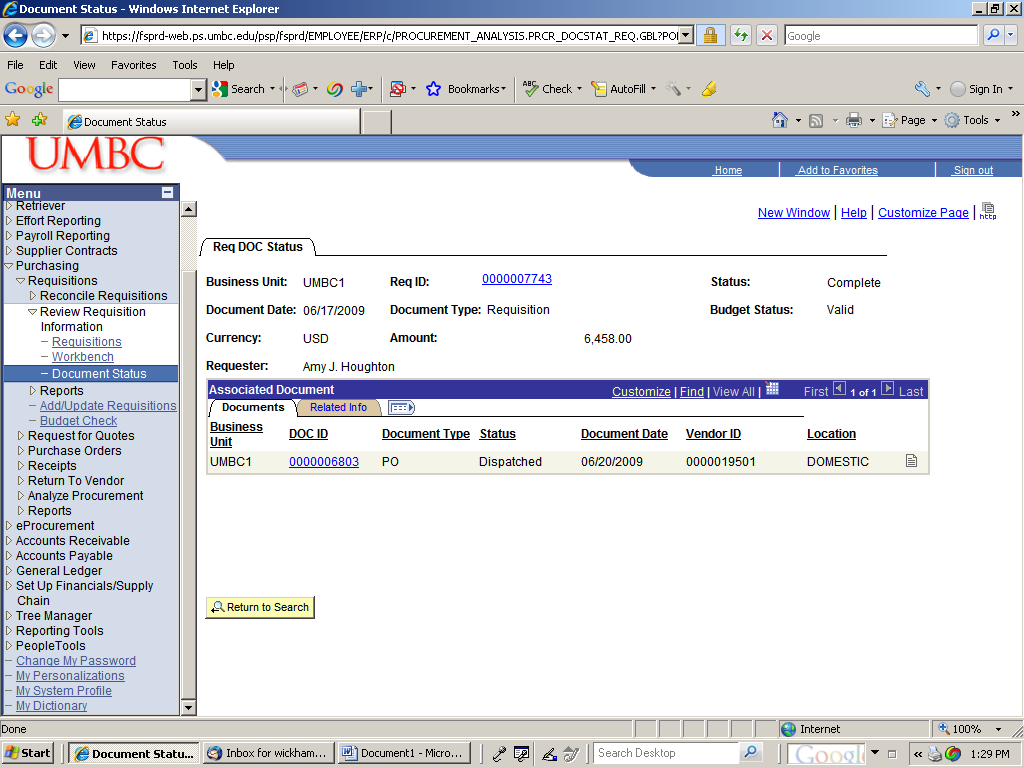 Document Status - Windows Internet Explorer
https://fsprd-web.ps.umbc.edu/psp/fsprd/EMPLOYEE/ERP/c/PROCUREMENT_ANALYSIS.PRCR_DOCSTAT_REQ.GBL?POI
Google
File Edit View Favorites Tools Help
Google Search Bookmarks Check AutoFill Sign In
Document Status Page Tools
UMBC
Home Add to Favorites Sign out
Menu
Retriever
Effort Reporting
Payroll Reporting
Supplier Contracts
Purchasing
Requisitions
Reconcile Requisitions
Review Requisition
Information
Requisitions
Workbench
Document Status
Reports
Add/Update Requisitions
Budget Check
Request for Quotes
Purchase Orders
Receipts
Return To Vendor
Analyze Procurement
Reports
eProcurement
Accounts Receivable
Accounts Payable
General Ledger
Set Up Financials/Supply
Chain
Tree Manager
Reporting Tools
PeopleTools
Change My Password
My Personalizations
My System Profile
My Dictionary
New Window | Help | Customize Page | http
Req DOC Status
Business Unit: UMBC1 Req ID: 0000007743 Status: Complete
Document Date: 06/17/2009 Document Type: Requisition Budget Status: Valid
Currency: USD Amount: 6,458.00
Requester: Amy J. Houghton
Associated Document Customize | Find | View All | First 1 of 1 Last
Documents Related Info
Business
Unit DOC ID Document Type Status Document Date Vendor ID Location
UMBC1 0000006803 PO Dispatched 06/20/2009 0000019501 DOMESTIC
Return to Search
Done Internet 100%
Start Document Statu... Inbox for wickham... Document1 - Micro... Search Desktop Google 1:29 PM